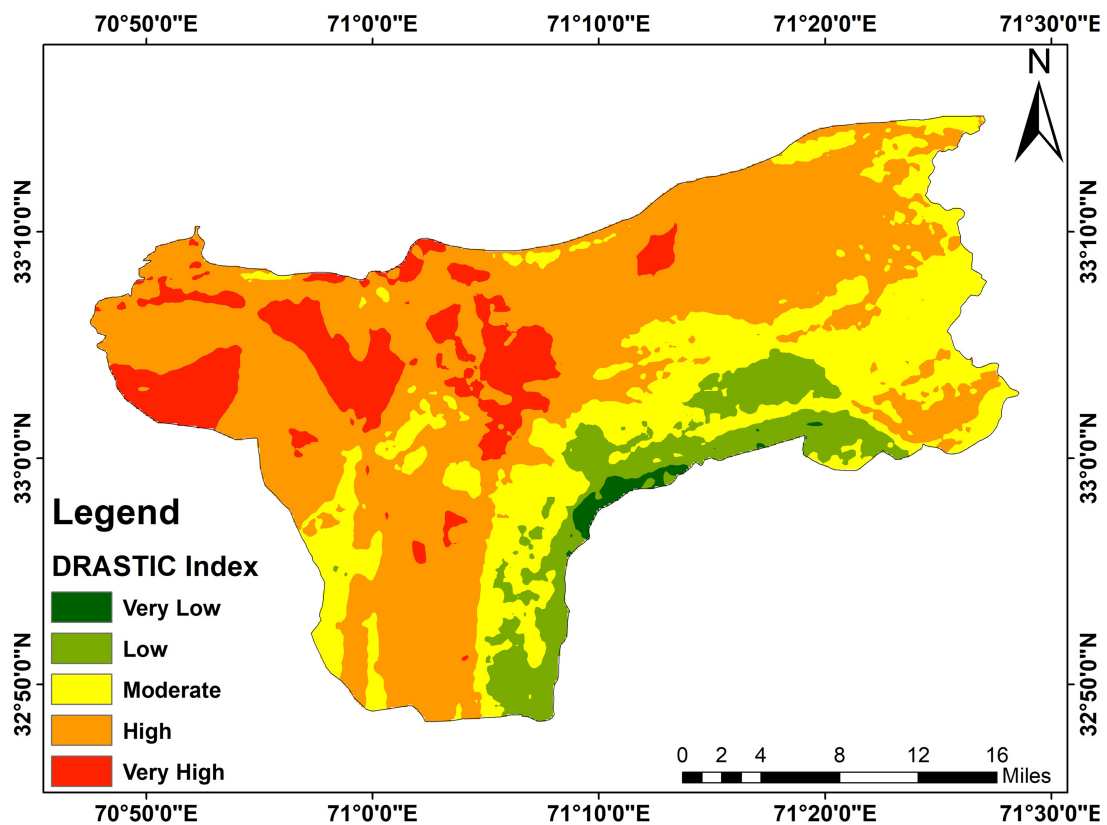 70°50'0"E 71°0'0"E 71°10'0"E 71°20'0"E 71°30'0"E
N
33°10'0"N 33°10'0"N
33°0'0"N 33°0'0"N
Legend
DRASTIC Index
Very Low
Low
32°50'0"N 32°50'0"N
Moderate
High
0 2 4 8 12 16
Very High
Miles
70°50'0"E 71°0'0"E 71°10'0"E 71°20'0"E 71°30'0"E